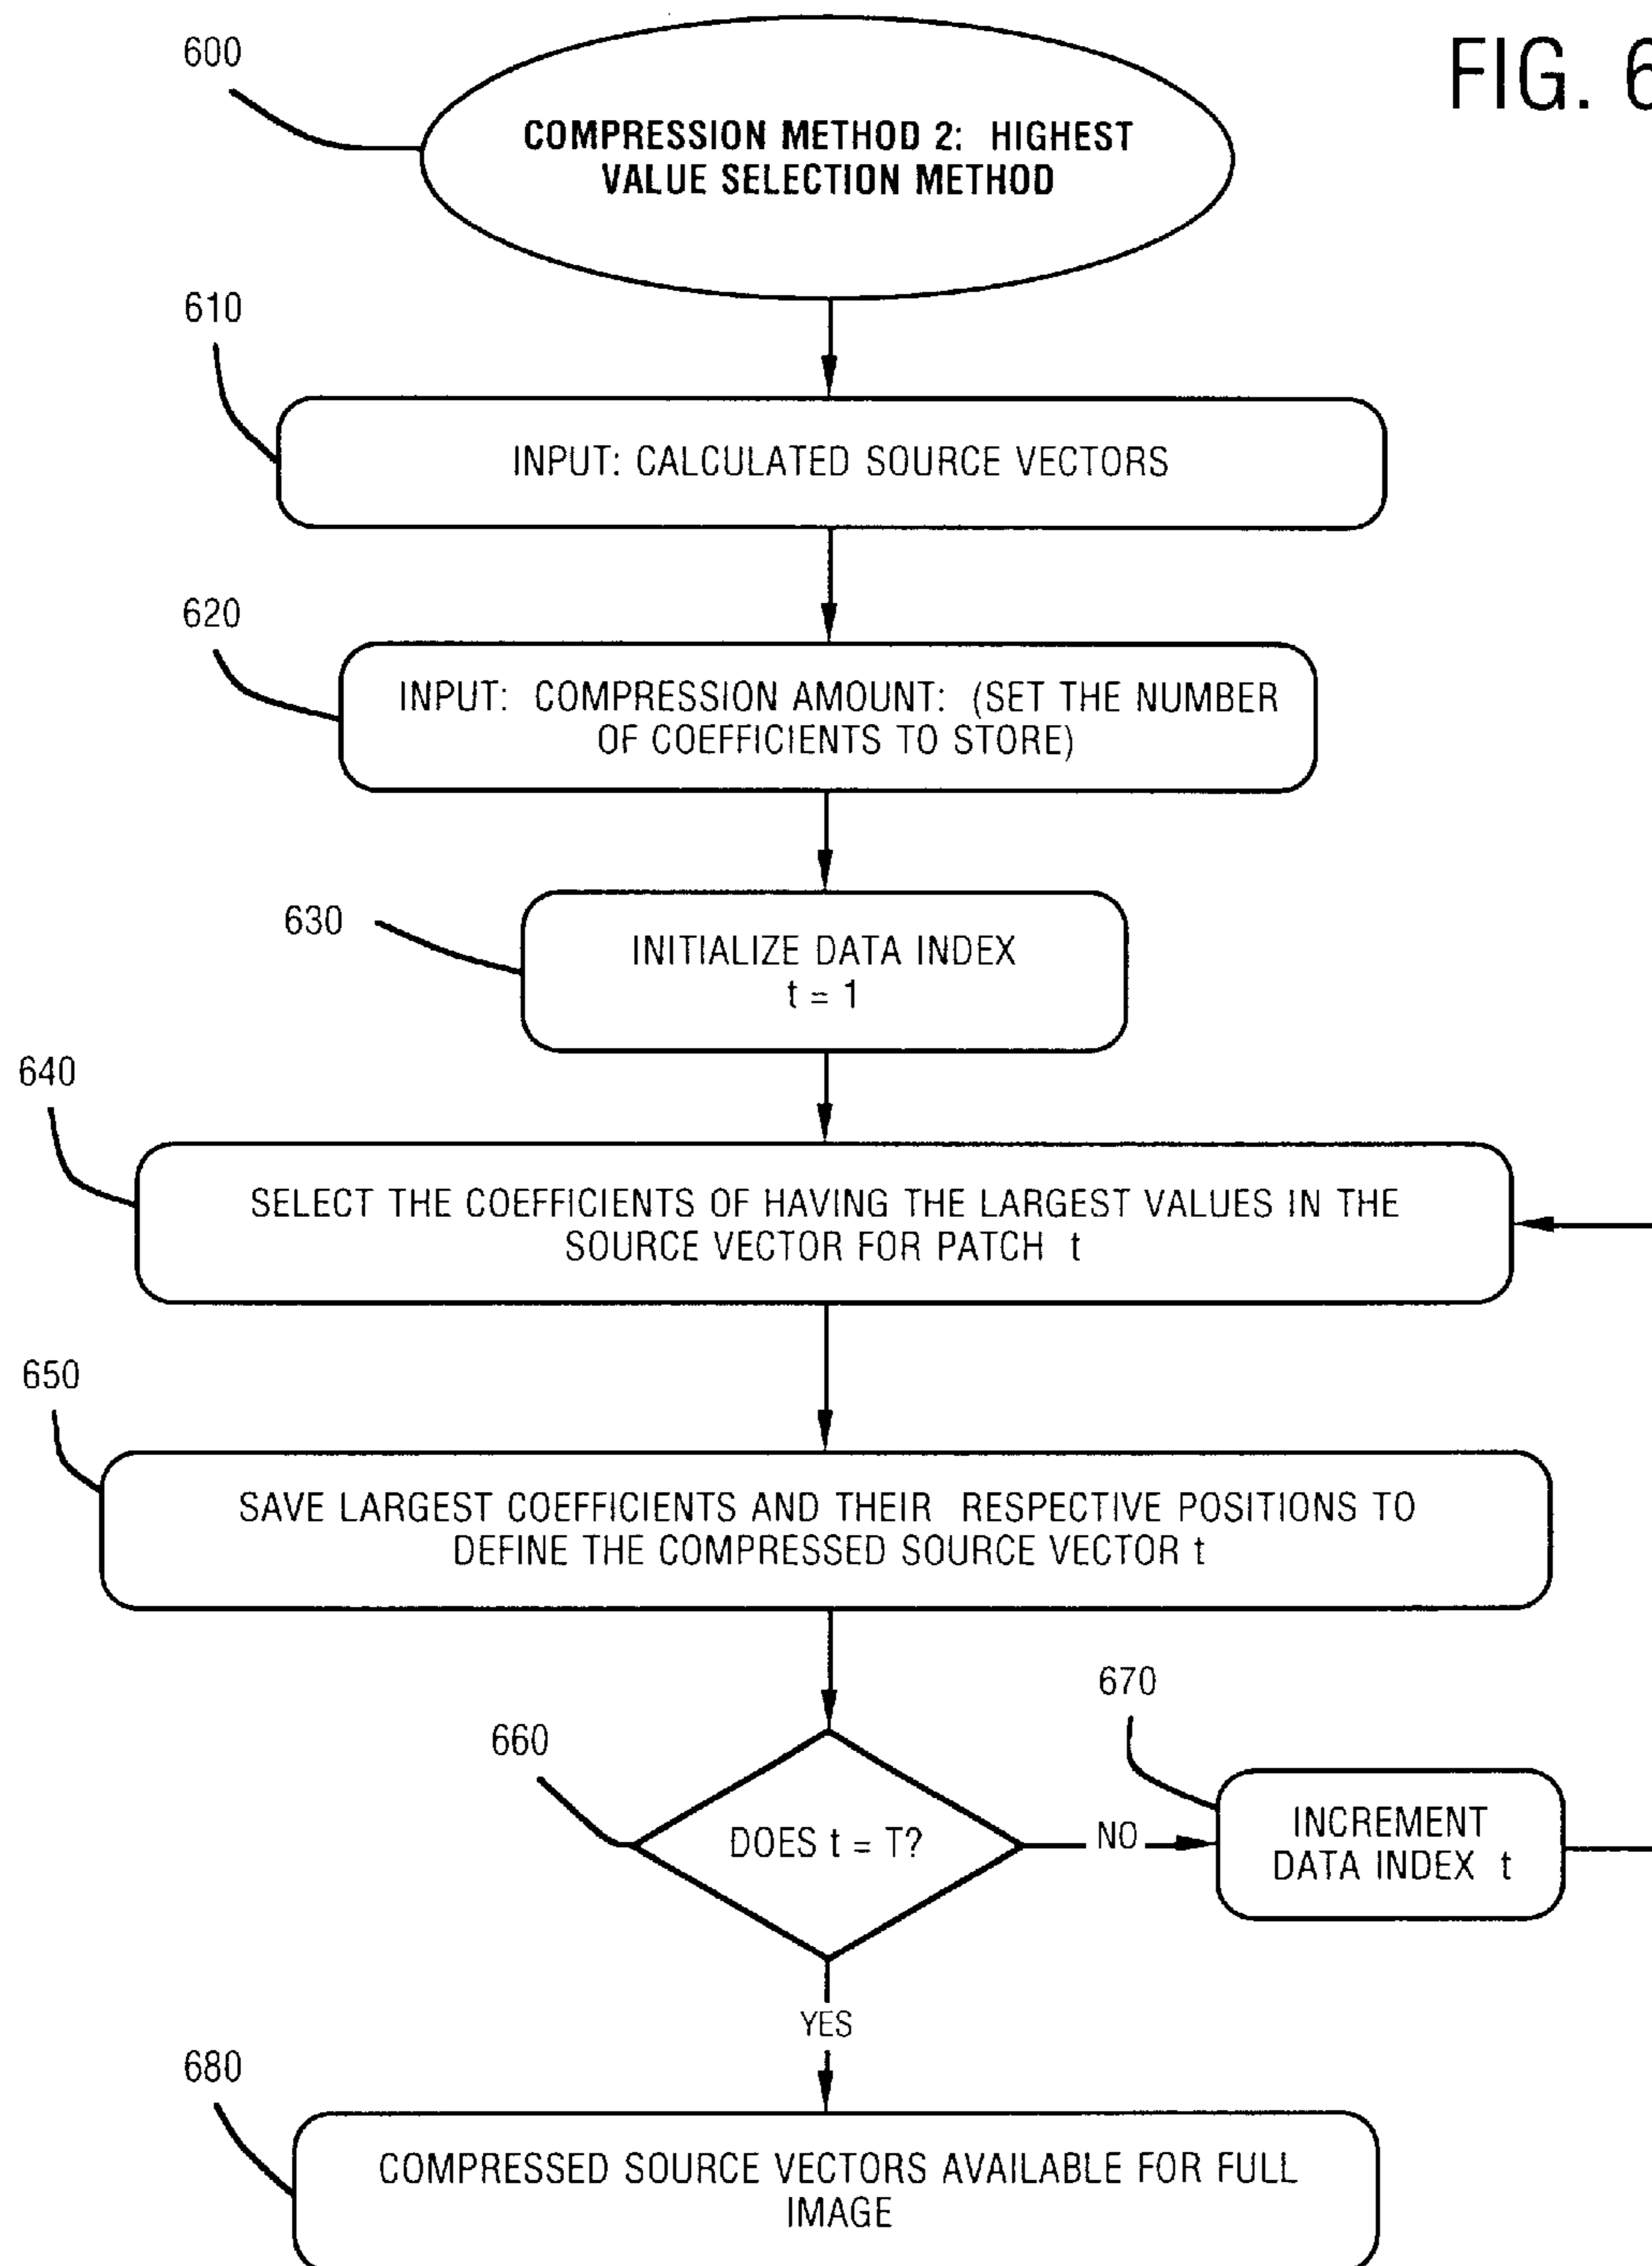 600
FIG. 6
COMPRESSION METHOD 2: HIGHEST
VALUE SELECTION METHOD
610
INPUT: CALCULATED SOURCE VECTORS
620
INPUT: COMPRESSION AMOUNT: (SET THE NUMBER
OF COEFFICIENTS TO STORE)
630
INITIALIZE DATA INDEX
t = 1
640
SELECT THE COEFFICIENTS OF HAVING THE LARGEST VALUES IN THE
SOURCE VECTOR FOR PATCH t
650
SAVE LARGEST COEFFICIENTS AND THEIR RESPECTIVE POSITIONS TO
DEFINE THE COMPRESSED SOURCE VECTOR t
660
DOES t = T?
NO
670
INCREMENT
DATA INDEX t
YES
680
COMPRESSED SOURCE VECTORS AVAILABLE FOR FULL
IMAGE